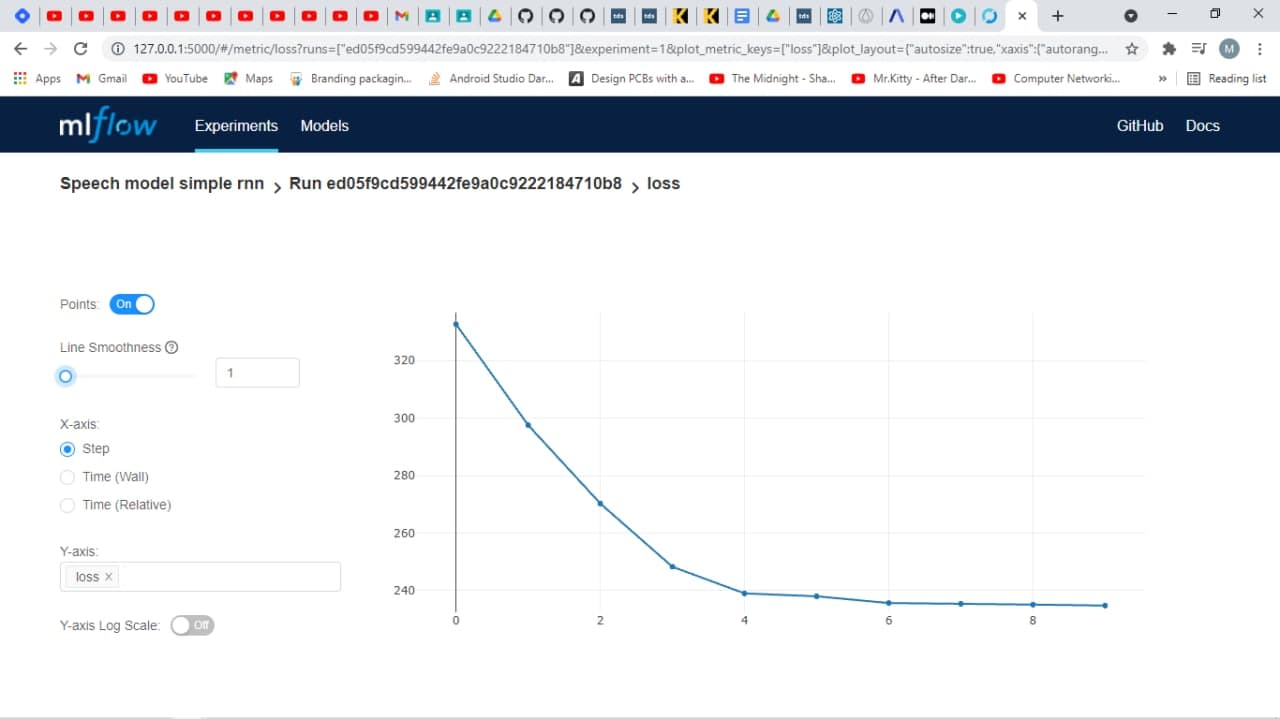 127.0.0.1:5000/#/metric/loss?runs=["ed05f9cd599442fe9a0c9222184710b8"]&experiment=1&plot_metric_keys=["loss"]&plot_layout={"autosize":true,"xaxis":{"autorang...
M
Apps Gmail YouTube Maps Branding packagin... Android Studio Dar... Design PCBs with a... The Midnight - Sha... Mr.Kitty - After Dar... Computer Networki... » Reading list
mlflow Experiments Models GitHub Docs
Speech model simple rnn > Run ed05f9cd599442fe9a0c9222184710b8 > loss
Points: On
Line Smoothness ?
1
X-axis:
Step
Time (Wall)
Time (Relative)
Y-axis:
loss ×
Y-axis Log Scale: Off
320
300
280
260
240
0 2 4 6 8